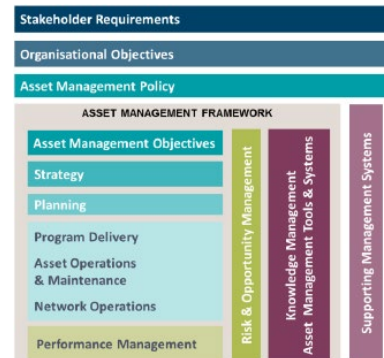 Stakeholder Requirements
Organisational Objectives
Asset Management Policy
ASSET MANAGEMENT FRAMEWORK
Asset Management Objectives
Strategy
Planning
Program Delivery
Asset Operations
& Maintenance
Network Operations
Performance Management
Risk & Opportunity Management
Knowledge Management
Asset Management Tools & Systems
Supporting Management Systems